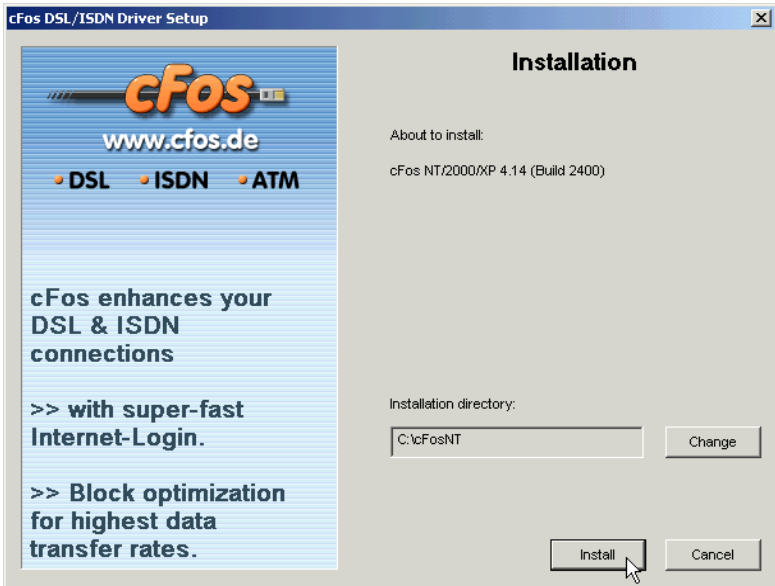 cFos DSL/ISDN Driver Setup
cFos
www.cfos.de
DSL ISDN ATM
cFos enhances your
DSL & ISDN
connections
>> with super-fast
Internet-Login.
>> Block optimization
for highest data
transfer rates.
Installation
About to install:
cFos NT/2000/XP 4.14 (Build 2400)
Installation directory:
C:\cFosNT
Change
Install
Cancel